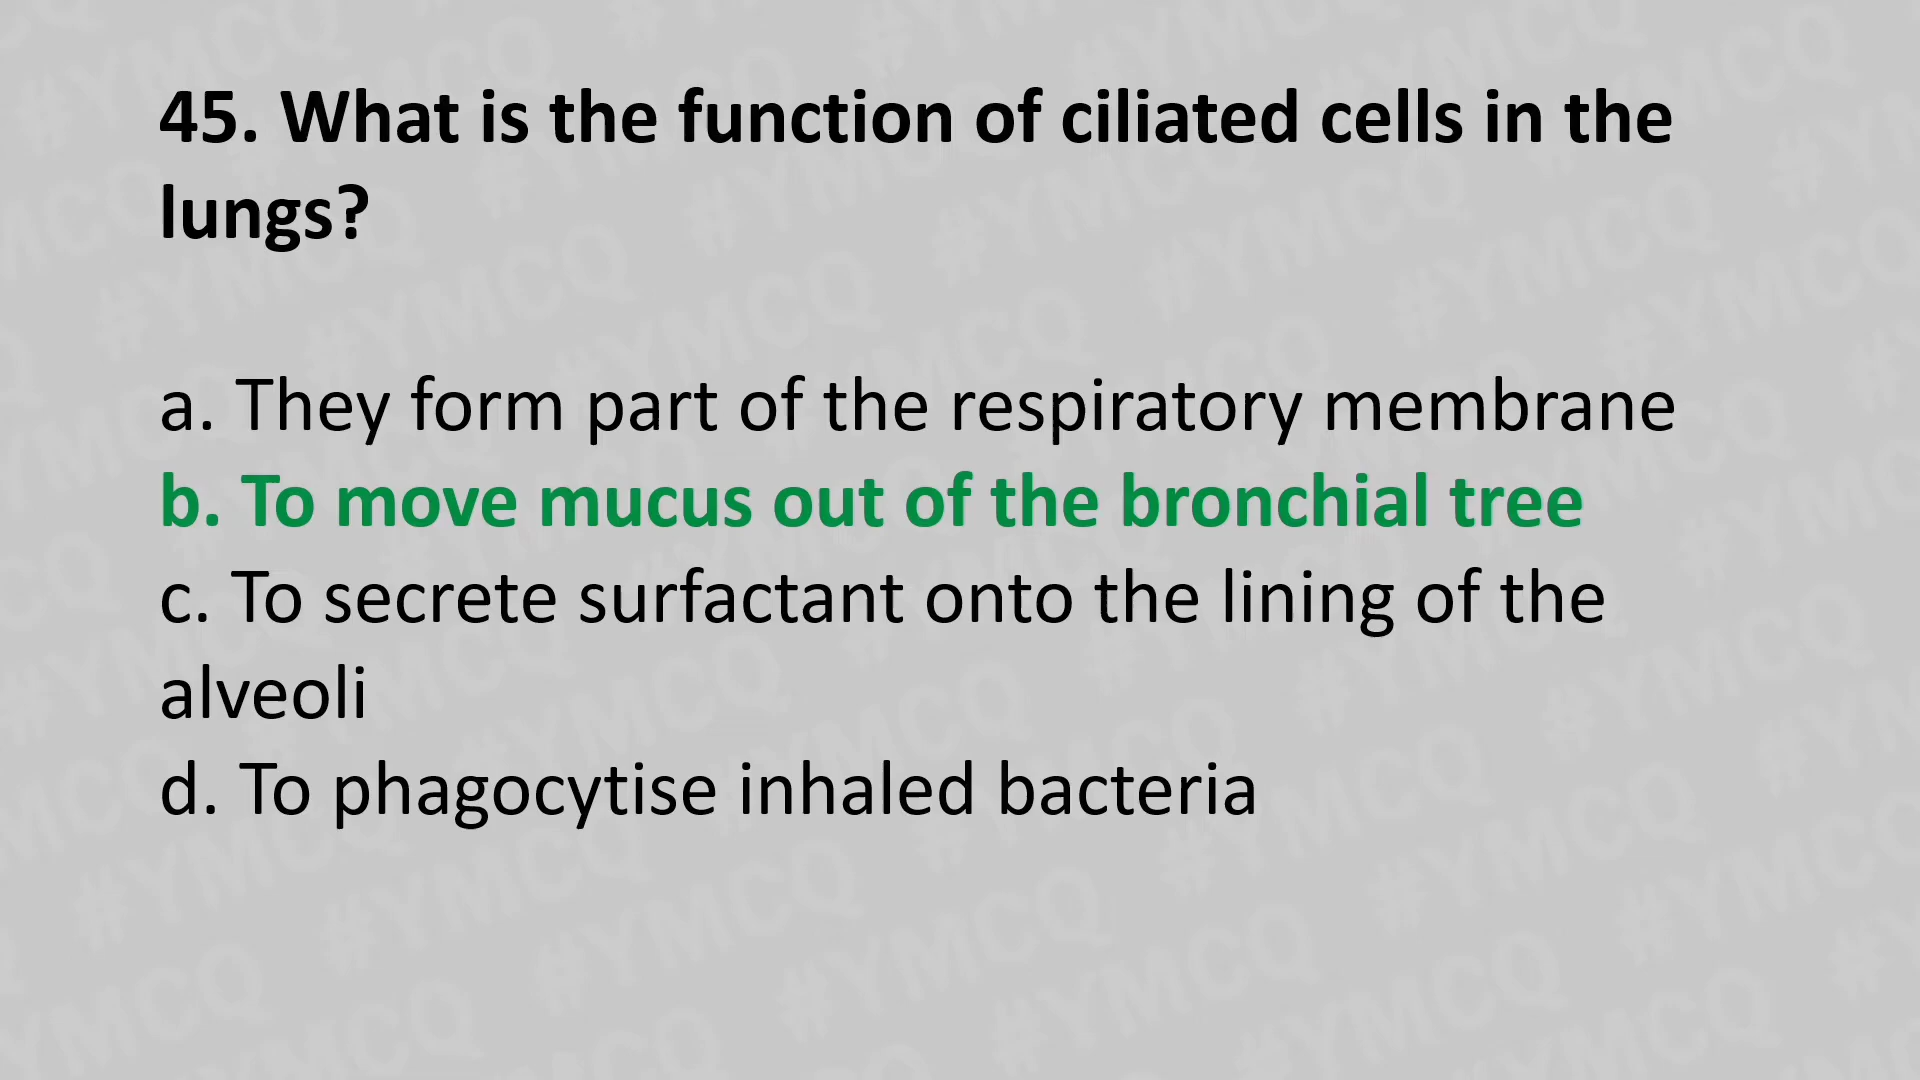 45. What is the function of ciliated cells in the
lungs?
a. They form part of the respiratory membrane
b. To move mucus out of the bronchial tree
c. To secrete surfactant onto the lining of the
alveoli
d. To phagocytise inhaled bacteria
#YMCQ